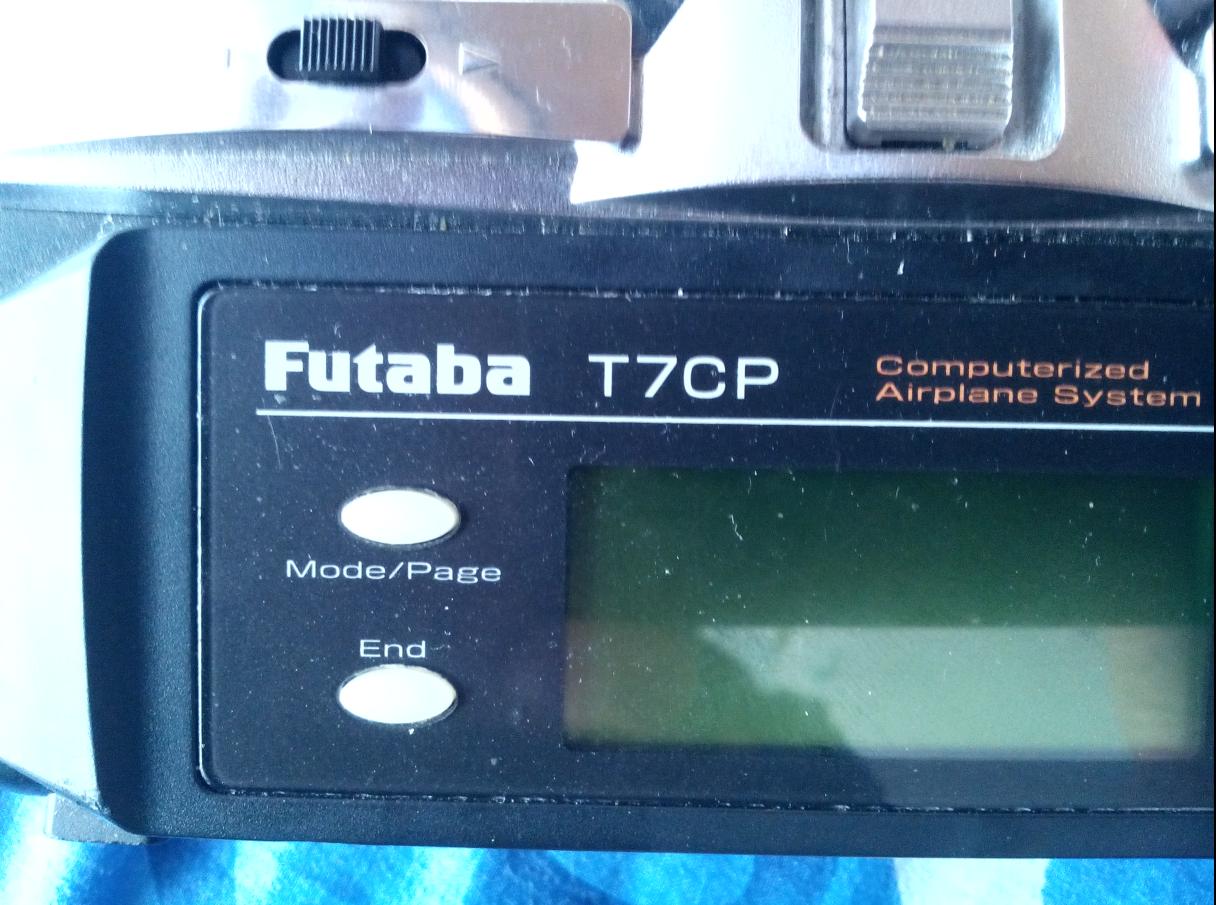 Futaba T7CP
Computerized
Airplane System
Mode/Page
End